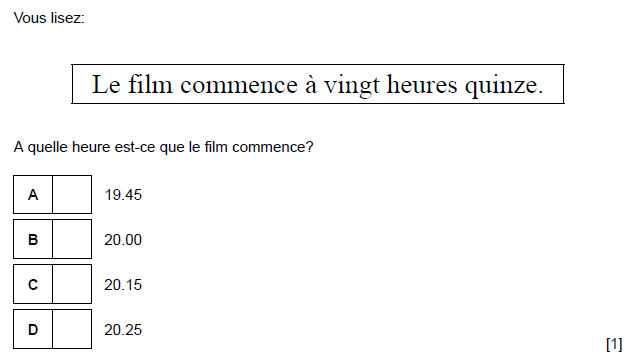 Vous lisez:
Le film commence à vingt heures quinze.
A quelle heure est-ce que le film commence?
A 19.45
B 20.00
C 20.15
D 20.25
[1]